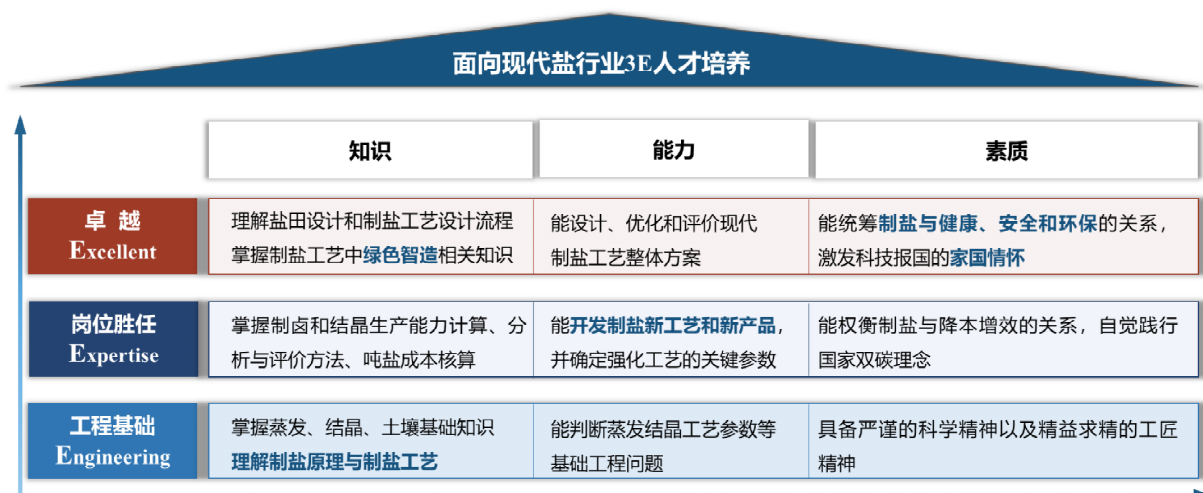 面向现代盐行业3E人才培养
知识
能力
素质
卓 越
Excellent
理解盐田设计和制盐工艺设计流程
掌握制盐工艺中绿色智造相关知识
能设计、优化和评价现代
制盐工艺整体方案
能统筹制盐与健康、安全和环保的关系，
激发科技报国的家国情怀
岗位胜任
Expertise
掌握制卤和结晶生产能力计算、分
析与评价方法、吨盐成本核算
能开发制盐新工艺和新产品，
并确定强化工艺的关键参数
能权衡制盐与降本增效的关系，自觉践行
国家双碳理念
工程基础
Engineering
掌握蒸发、结晶、土壤基础知识
理解制盐原理与制盐工艺
能判断蒸发结晶工艺参数等
基础工程问题
具备严谨的科学精神以及精益求精的工匠
精神